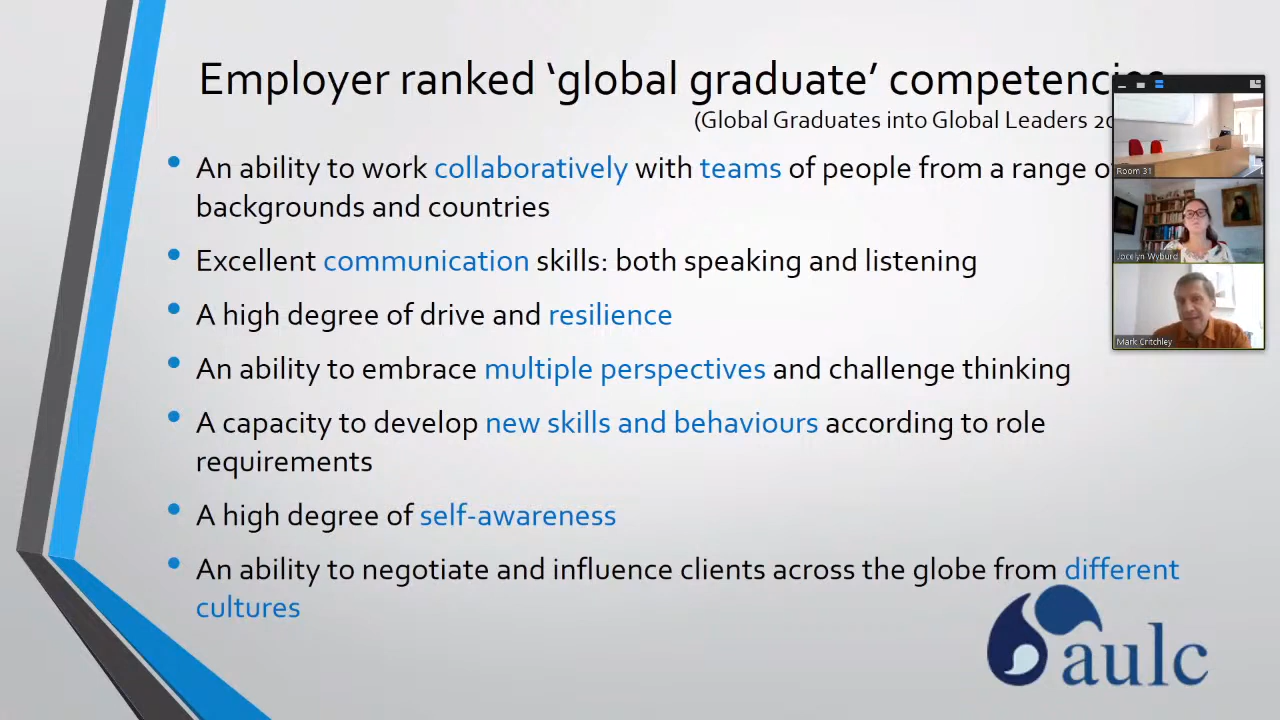 Employer ranked ‘global graduate’ competencies
(Global Graduates into Global Leaders
An ability to work collaboratively with teams of people from a range of
backgrounds and countries
Excellent communication skills: both speaking and listening
A high degree of drive and resilience
An ability to embrace multiple perspectives and challenge thinking
A capacity to develop new skills and behaviours according to role
requirements
A high degree of self-awareness
An ability to negotiate and influence clients across the globe from different
cultures
aulc
Room 31
Jocelyn Wyburd
Mark Critchley